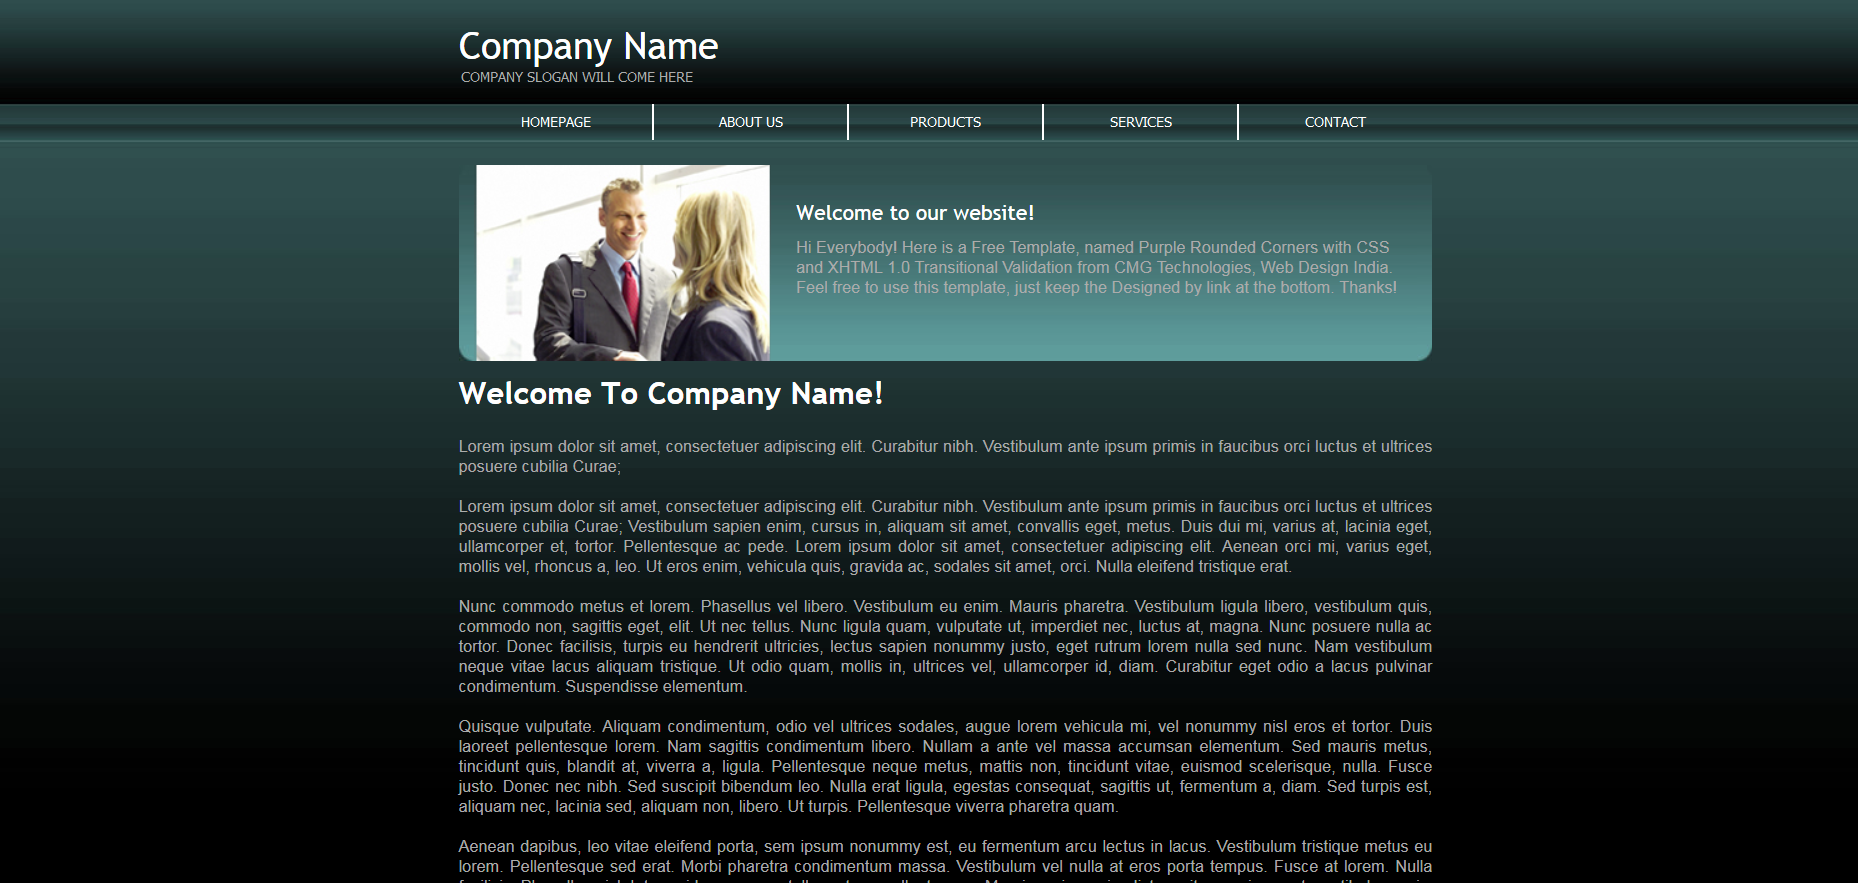 Company Name
COMPANY SLOGAN WILL COME HERE
HOMEPAGE
ABOUT US
PRODUCTS
SERVICES
CONTACT
Welcome to our website!
Hi Everybody! Here is a Free Template, named Purple Rounded Corners with CSS
and XHTML 1.0 Transitional Validation from CMG Technologies, Web Design India.
Feel free to use this template, just keep the Designed by link at the bottom. Thanks!
Welcome To Company Name!
Lorem ipsum dolor sit amet, consectetuer adipiscing elit. Curabitur nibh. Vestibulum ante ipsum primis in faucibus orci luctus et ultrices
posuere cubilia Curae;
Lorem ipsum dolor sit amet, consectetuer adipiscing elit. Curabitur nibh. Vestibulum ante ipsum primis in faucibus orci luctus et ultrices
posuere cubilia Curae; Vestibulum sapien enim, cursus in, aliquam sit amet, convallis eget, metus. Duis dui mi, varius at, lacinia eget,
ullamcorper et, tortor. Pellentesque ac pede. Lorem ipsum dolor sit amet, consectetuer adipiscing elit. Aenean orci mi, varius eget,
mollis vel, rhoncus a, leo. Ut eros enim, vehicula quis, gravida ac, sodales sit amet, orci. Nulla eleifend tristique erat.
Nunc commodo metus et lorem. Phasellus vel libero. Vestibulum eu enim. Mauris pharetra. Vestibulum ligula libero, vestibulum quis,
commodo non, sagittis eget, elit. Ut nec tellus. Nunc ligula quam, vulputate ut, imperdiet nec, luctus at, magna. Nunc posuere nulla ac
tortor. Donec facilisis, turpis eu hendrerit ultricies, lectus sapien nonummy justo, eget rutrum lorem nulla sed nunc. Nam vestibulum
neque vitae lacus aliquam tristique. Ut odio quam, mollis in, ultrices vel, ullamcorper id, diam. Curabitur eget odio a lacus pulvinar
condimentum. Suspendisse elementum.
Quisque vulputate. Aliquam condimentum, odio vel ultrices sodales, augue lorem vehicula mi, vel nonummy nisl eros et tortor. Duis
laoreet pellentesque lorem. Nam sagittis condimentum libero. Nullam a ante vel massa accumsan elementum. Sed mauris metus,
tincidunt quis, blandit at, viverra a, ligula. Pellentesque neque metus, mattis non, tincidunt vitae, euismod scelerisque, nulla. Fusce
justo. Donec nec nibh. Sed suscipit bibendum leo. Nulla erat ligula, egestas consequat, sagittis ut, fermentum a, diam. Sed turpis est,
aliquam nec, lacinia sed, aliquam non, libero. Ut turpis. Pellentesque viverra pharetra quam.
Aenean dapibus, leo vitae eleifend porta, sem ipsum nonummy est, eu fermentum arcu lectus in lacus. Vestibulum tristique metus eu
lorem. Pellentesque sed erat. Morbi pharetra condimentum massa. Vestibulum vel nulla at eros porta tempus. Fusce at lorem. Nulla